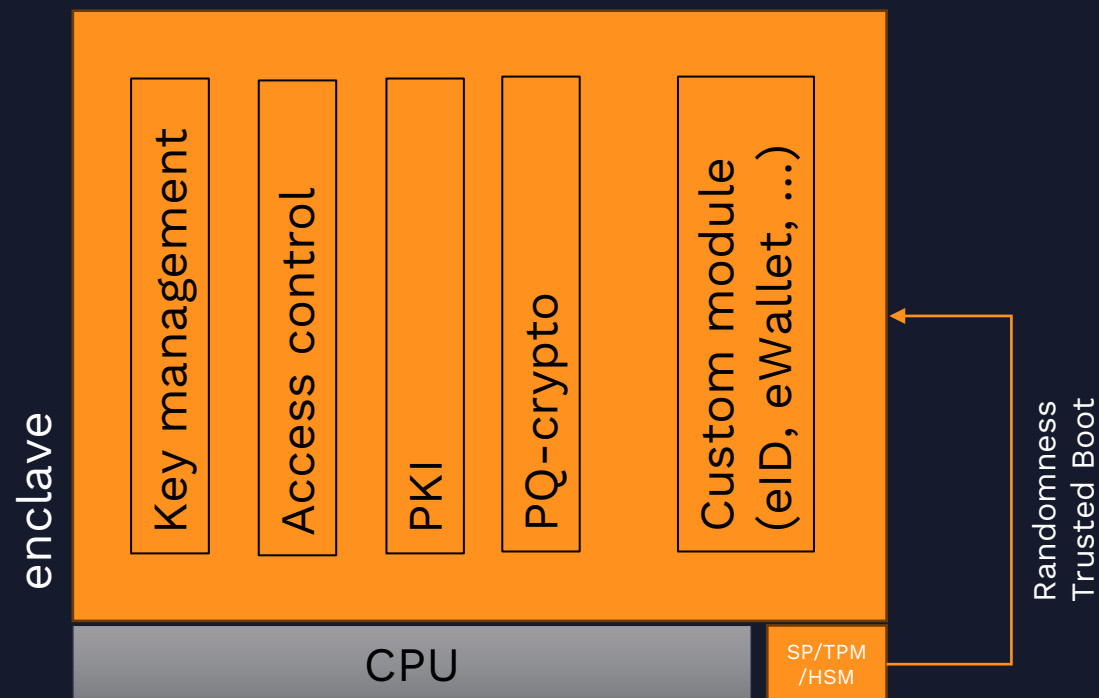 enclave
Key management
Access control
PKI
PQ-crypto
Custom module
(eID, eWallet, ....)
CPU
SP/TPM
/HSM
Randomness
Trusted Boot